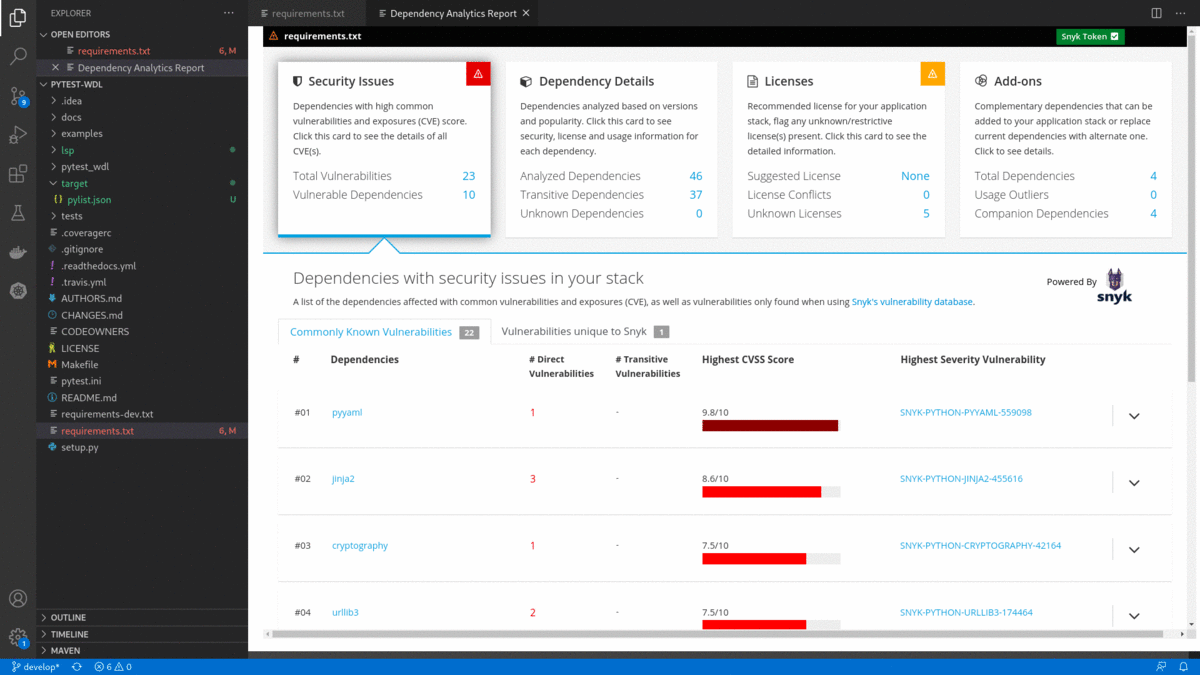 EXPLORER
OPEN EDITORS
requirements.txt 6, M
Dependency Analytics Report
PYTEST-WDL
.idea
docs
examples
lsp
pytest_wdl
target
{} pylist.json U
tests
.coveragerc
.gitignore
! .readthedocs.yml
! .travis.yml
AUTHORS.md
CHANGES.md
CODEOWNERS
LICENSE
Makefile
pytest.ini
README.md
requirements-dev.txt
requirements.txt 6, M
setup.py
OUTLINE
TIMELINE
MAVEN
9
1
develop*
6 0
requirements.txt
Dependency Analytics Report
requirements.txt
Snyk Token
Security Issues
Dependencies with high common
vulnerabilities and exposures (CVE) score.
Click this card to see the details of all
CVE(s).
Total Vulnerabilities 23
Vulnerable Dependencies 10
Dependency Details
Dependencies analyzed based on versions
and popularity. Click this card to see
security, license and usage information for
each dependency.
Analyzed Dependencies 46
Transitive Dependencies 37
Unknown Dependencies 0
Licenses
Recommended license for your application
stack, flag any unknown/restrictive
license(s) present. Click this card to see the
detailed information.
Suggested License None
License Conflicts 0
Unknown Licenses 5
Add-ons
Complementary dependencies that can be
added to your application stack or replace
current dependencies with alternate one.
Click to see details.
Total Dependencies 4
Usage Outliers 0
Companion Dependencies 4
Dependencies with security issues in your stack
A list of the dependencies affected with common vulnerabilities and exposures (CVE), as well as vulnerabilities only found when using Snyk's vulnerability database.
Powered By
snyk
Commonly Known Vulnerabilities 22
Vulnerabilities unique to Snyk 1
# Dependencies # Direct Vulnerabilities # Transitive Vulnerabilities Highest CVSS Score Highest Severity Vulnerability
#01 pyyaml 1 - 9.8/10 SNYK-PYTHON-PYYAML-559098
#02 jinja2 3 - 8.6/10 SNYK-PYTHON-JINJA2-455616
#03 cryptography 1 - 7.5/10 SNYK-PYTHON-CRYPTOGRAPHY-42164
#04 urllib3 2 - 7.5/10 SNYK-PYTHON-URLLIB3-174464